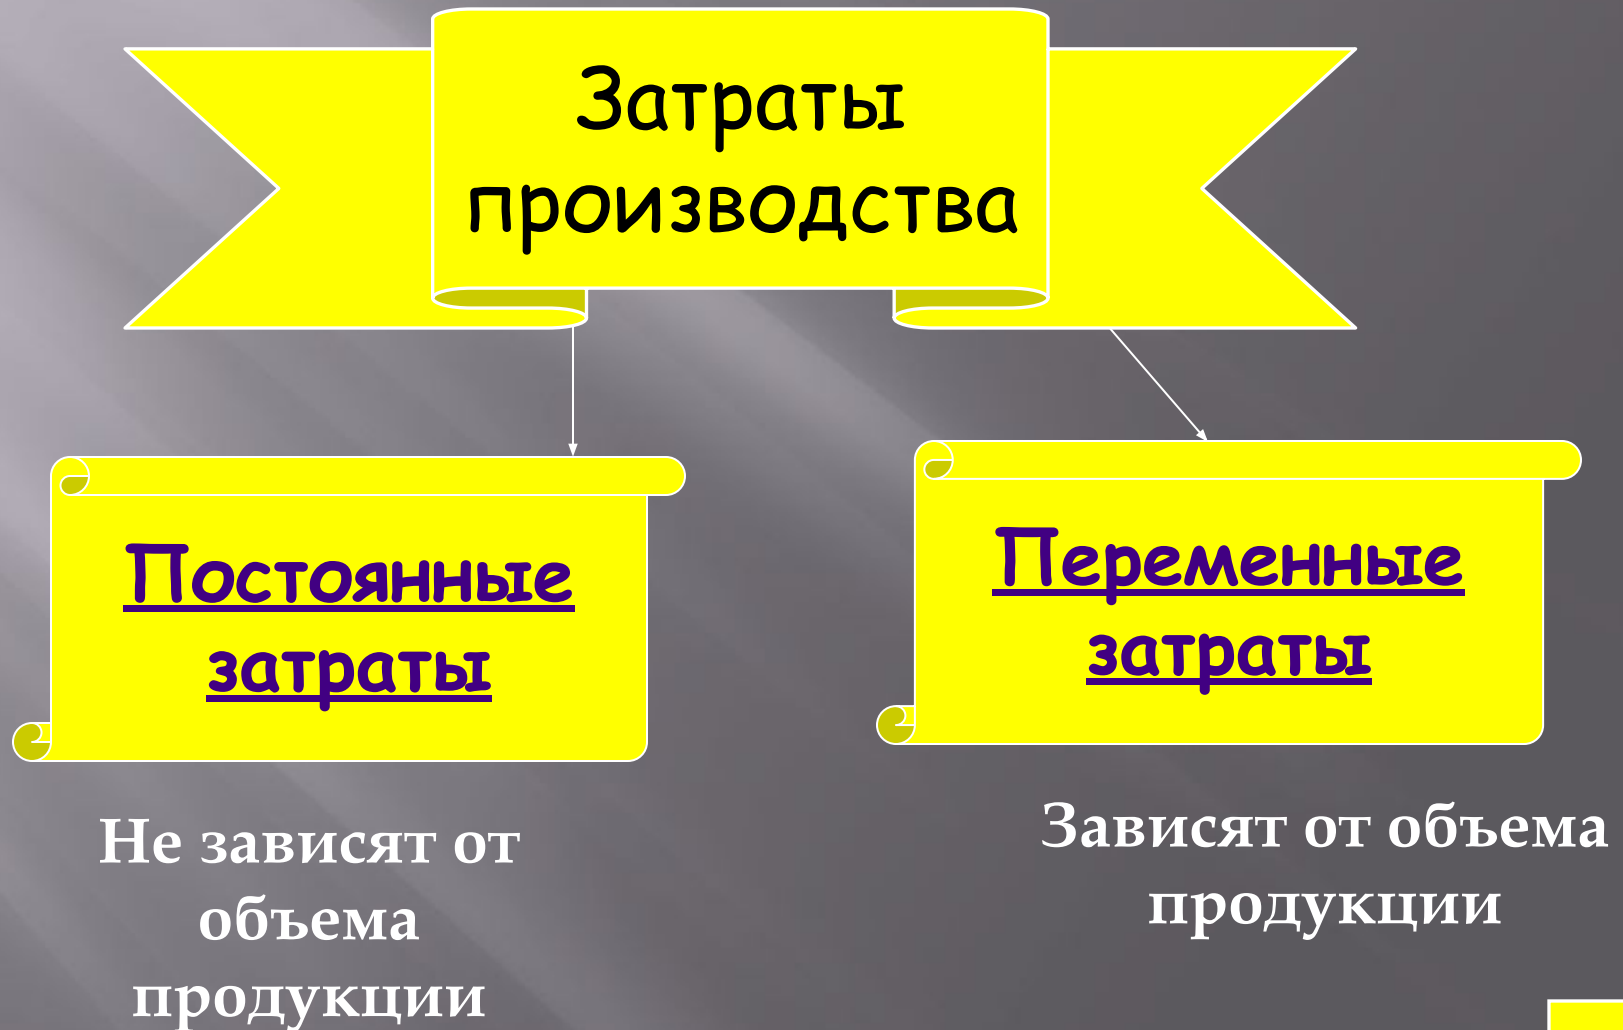 Затраты
производства
Постоянные
затраты
Переменные
затраты
Не зависят от
объема
продукции
Зависят от объема
продукции